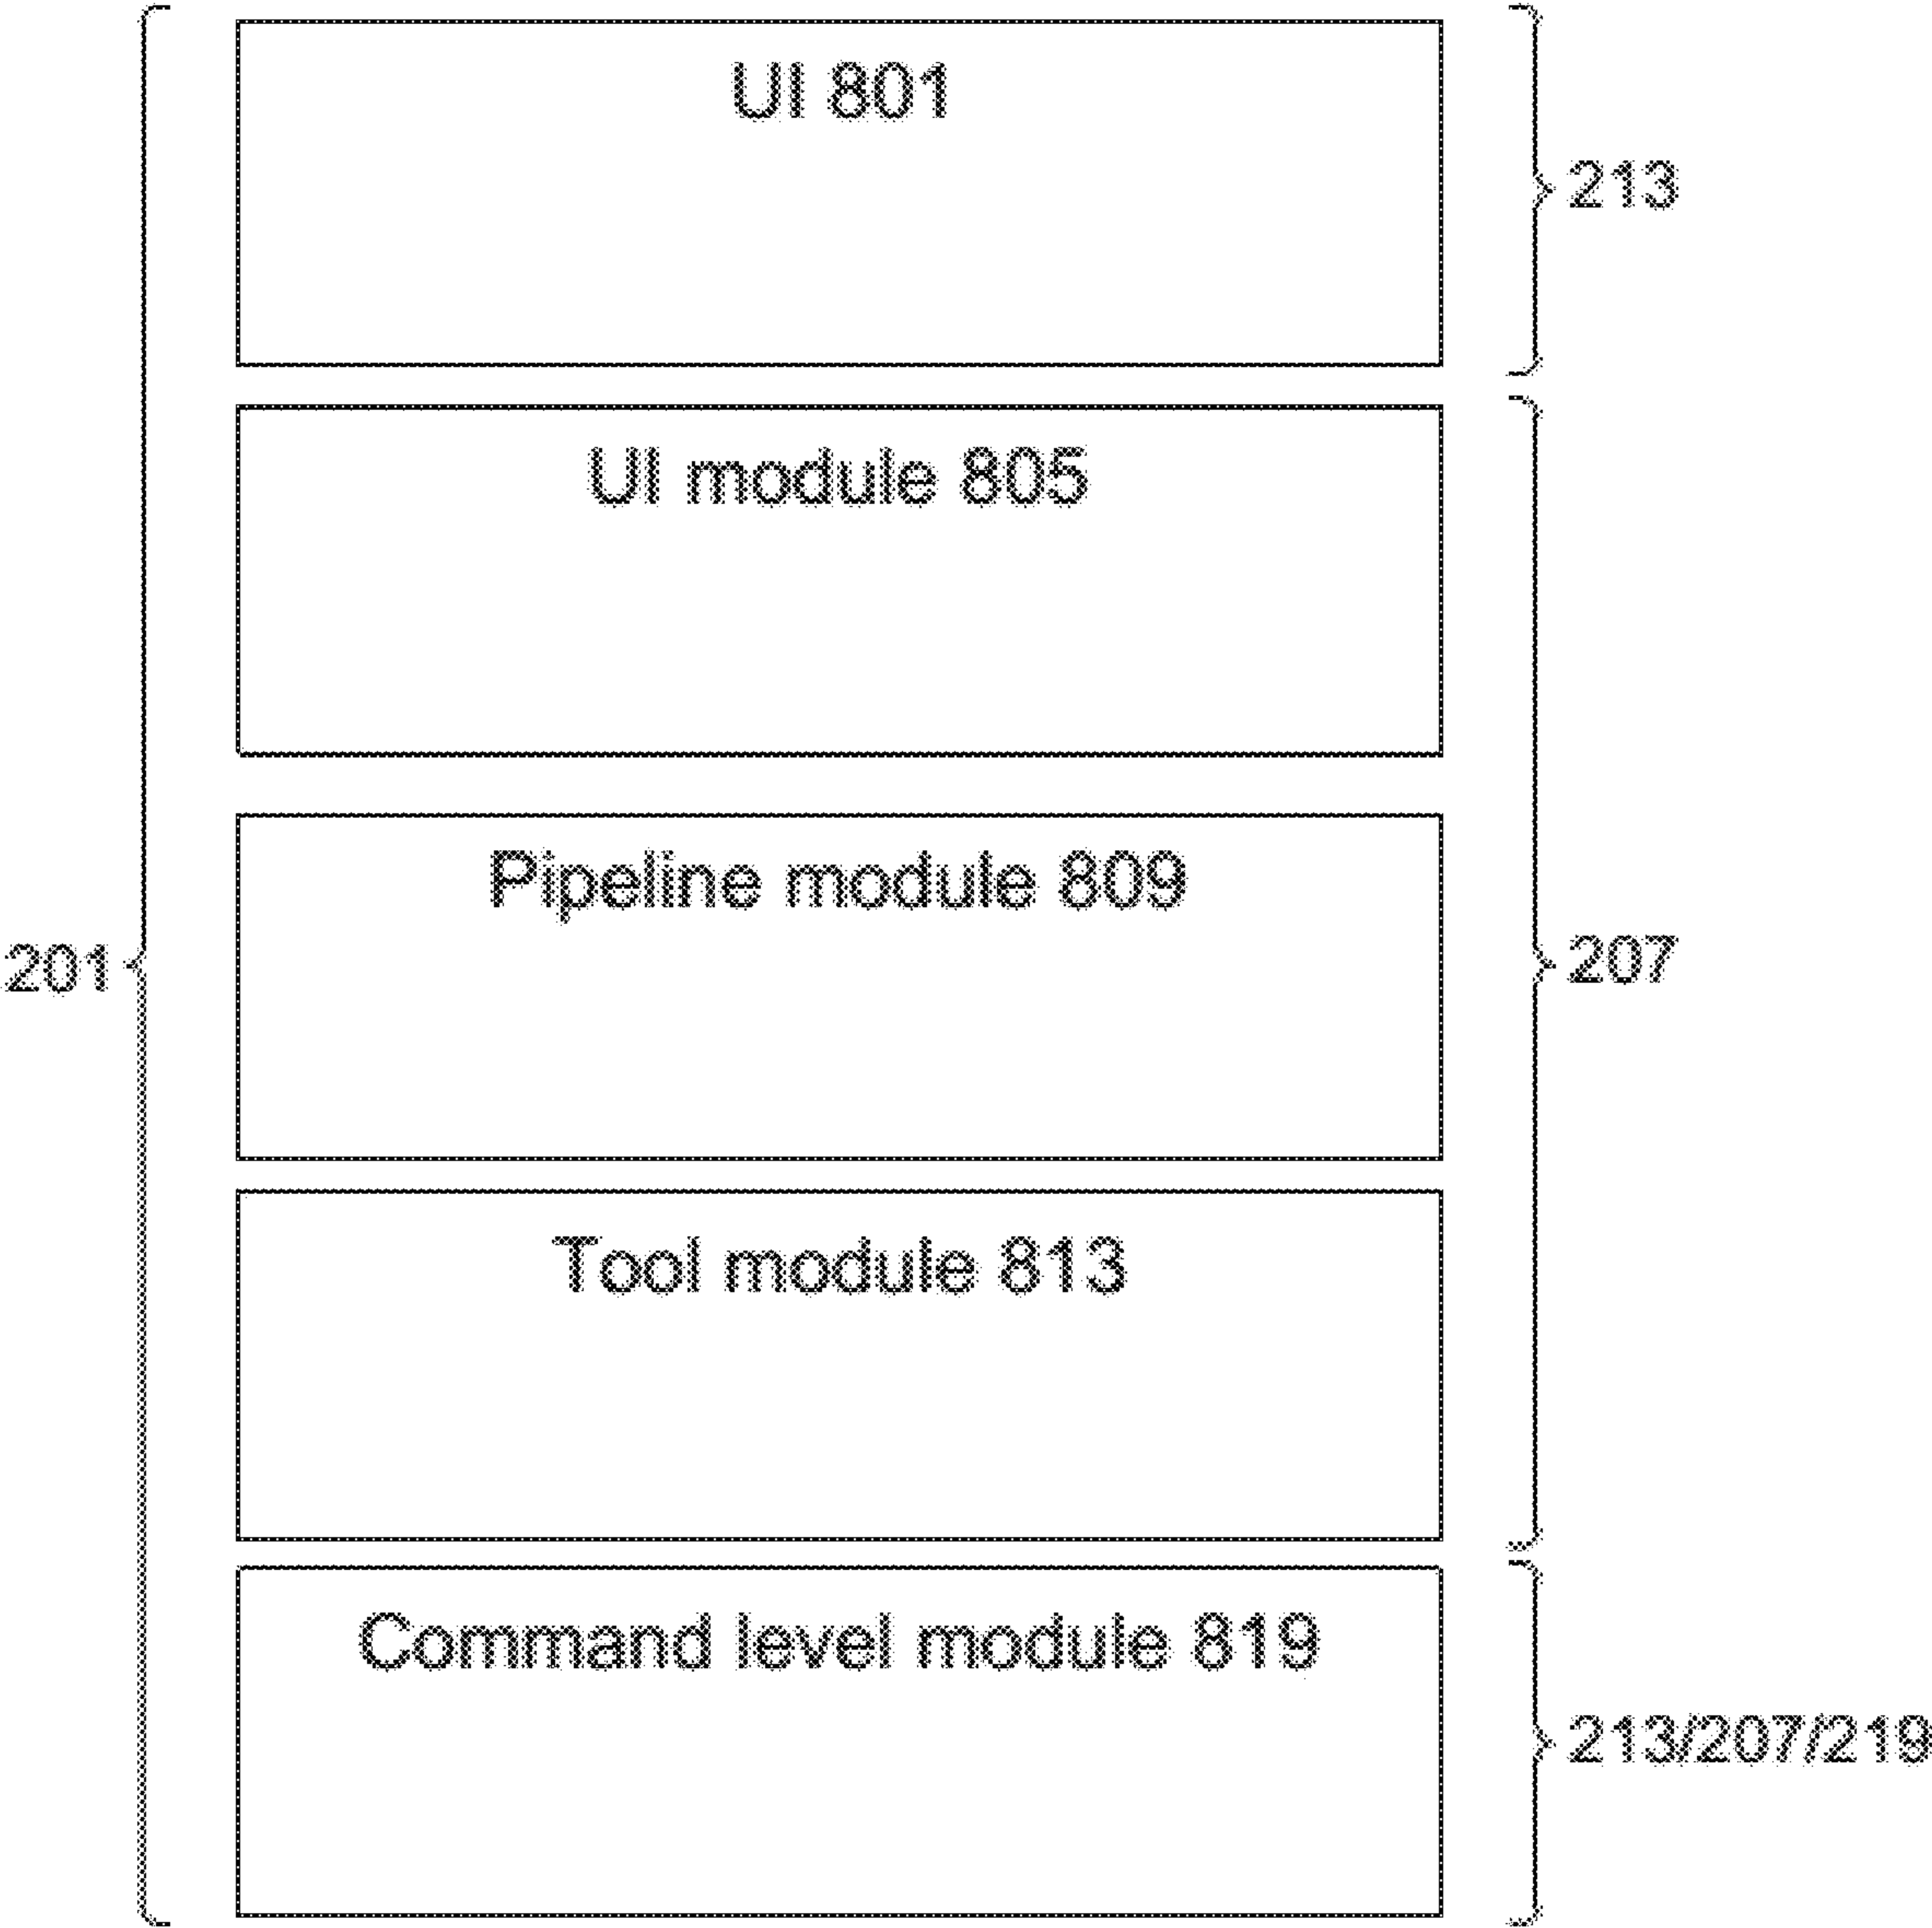 UI 801
213
UI module 805
Pipeline module 809
201
207
Tool module 813
Command level module 819
213/207/219